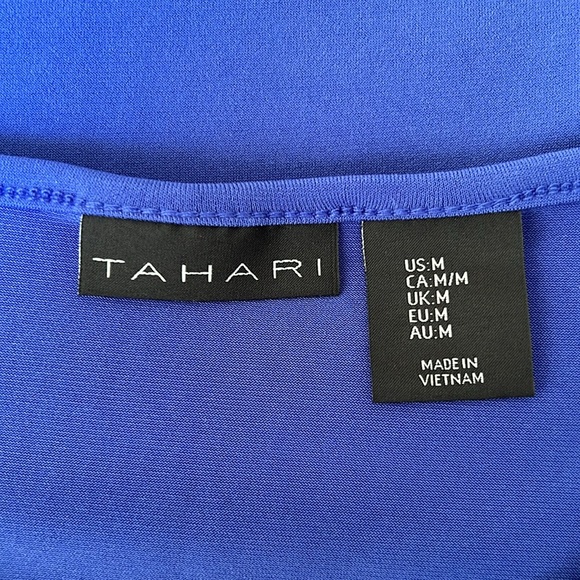 TAHARI
US:M
CA:M/M
UK:M
EU:M
AU:M
MADE IN
VIETNAM